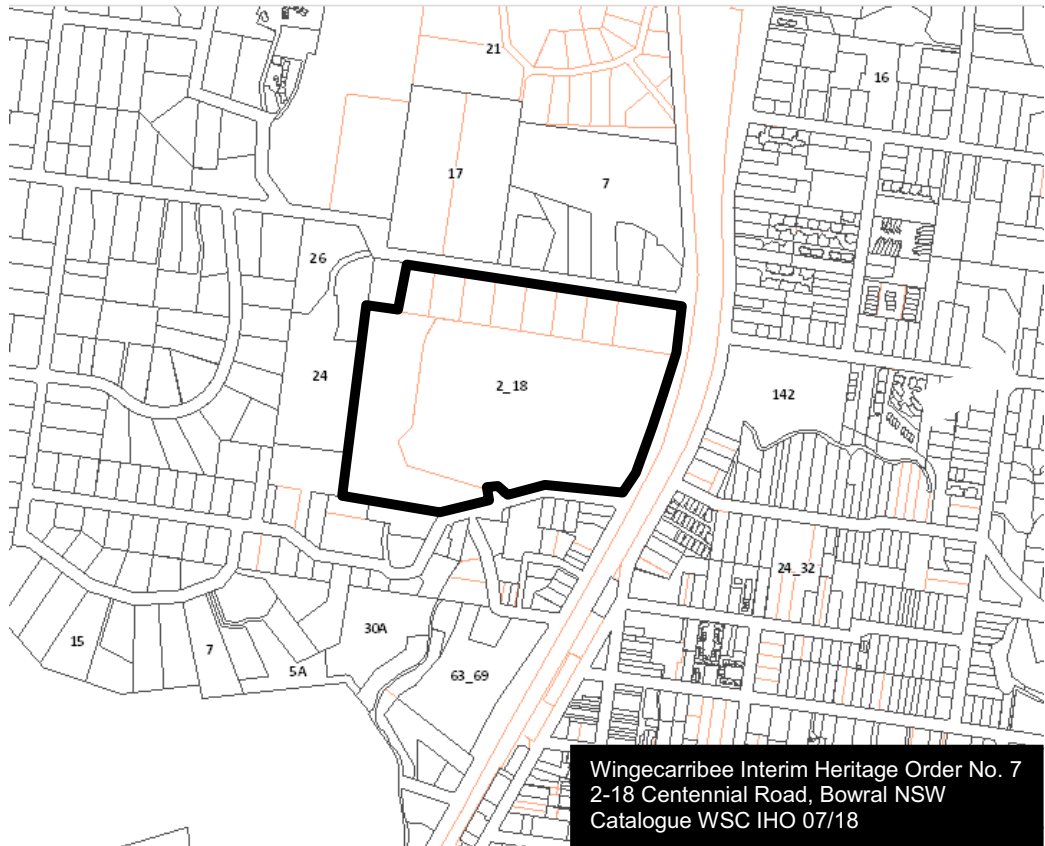 21
16
17
7
26
24
2_18
142
24_32
30A
15
7
5A
63_69
Wingecarribee Interim Heritage Order No. 7
2-18 Centennial Road, Bowral NSW
Catalogue WSC IHO 07/18